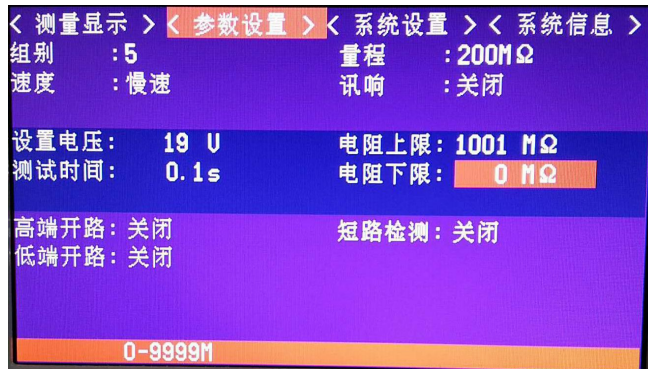 < 测量显示 > < 参数设置 > < 系统设置 > < 系统信息 >
组别 :5 量程 :200MΩ
速度 :慢速 讯响 :关闭
设置电压: 19 V 电阻上限: 1001 MΩ
测试时间: 0.1s 电阻下限: 0 MΩ
高端开路: 关闭 短路检测: 关闭
低端开路: 关闭
0-9999M